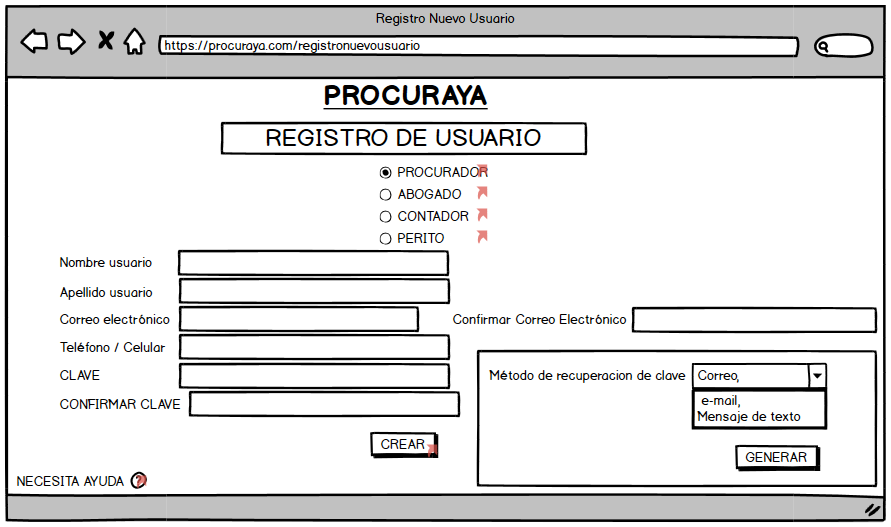 Registro Nuevo Usuario
https://procuraya.com/registronuevousuario
PROCURAYA
REGISTRO DE USUARIO
PROCURADOR
ABOGADO
CONTADOR
PERITO
Nombre usuario
Apellido usuario
Correo electrónico
Confirmar Correo Electrónico
Teléfono / Celular
CLAVE
CONFIRMAR CLAVE
Método de recuperacion de clave
Correo,
e-mail,
Mensaje de texto
CREAR
GENERAR
NECESITA AYUDA ?